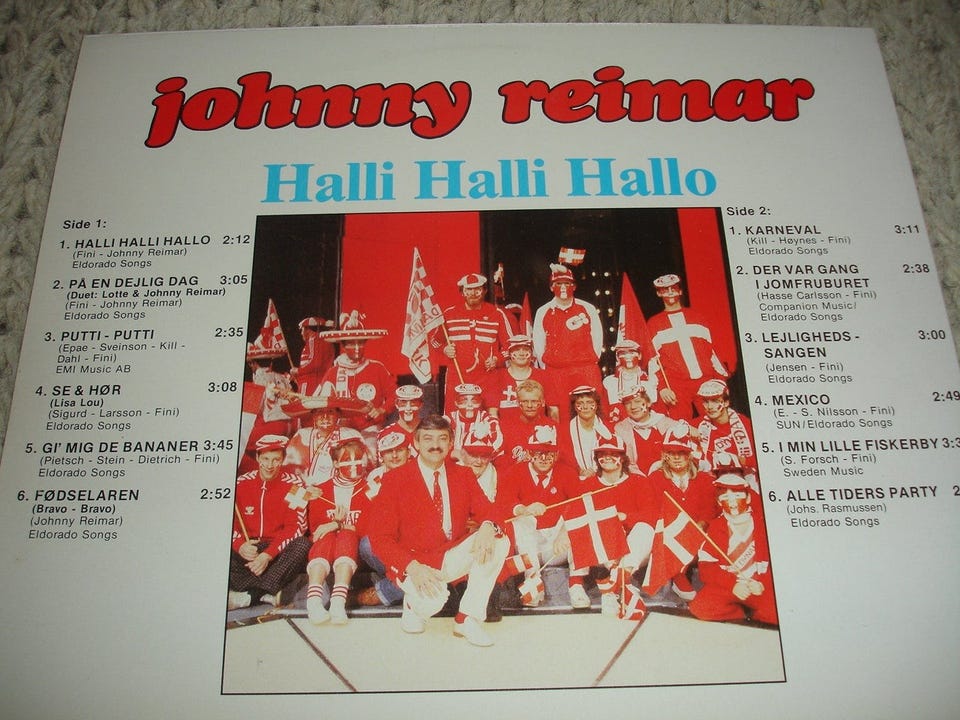 johnny reimar
Halli Halli Hallo
Side 1:
1. HALLI HALLI HALLO 2:12
(Fini - Johnny Reimar)
Eldorado Songs
2. PÅ EN DEJLIG DAG 3:05
(Duet: Lotte & Johnny Reimar)
(Fini - Johnny Reimar)
Eldorado Songs
3. PUTTI - PUTTI 2:35
(Epae - Sveinson - Kill -
Dahl - Fini)
EMI Music AB
4. SE & HØR 3:08
(Lisa Lou)
(Sigurd - Larsson - Fini)
Eldorado Songs
5. GI' MIG DE BANANER 3:45
(Pietsch - Stein - Dietrich - Fini)
Eldorado Songs
6. FØDSELAREN 2:52
(Bravo - Bravo)
(Johnny Reimar)
Eldorado Songs
Side 2:
1. KARNEVAL 3:11
(Kill - Høynes - Fini)
Eldorado Songs
2. DER VAR GANG 2:38
I JOMFRUBURET
(Hasse Carlsson - Fini)
Companion Music/
Eldorado Songs
3. LEJLIGHEDS - 3:00
SANGEN
(Jensen - Fini)
Eldorado Songs
4. MEXICO 2:49
(E. - S. Nilsson - Fini)
SUN/Eldorado Songs
5. I MIN LILLE FISKERBY
(S. Forsch - Fini)
Sweden Music
6. ALLE TIDERS PARTY
(Johs. Rasmussen)
Eldorado Songs